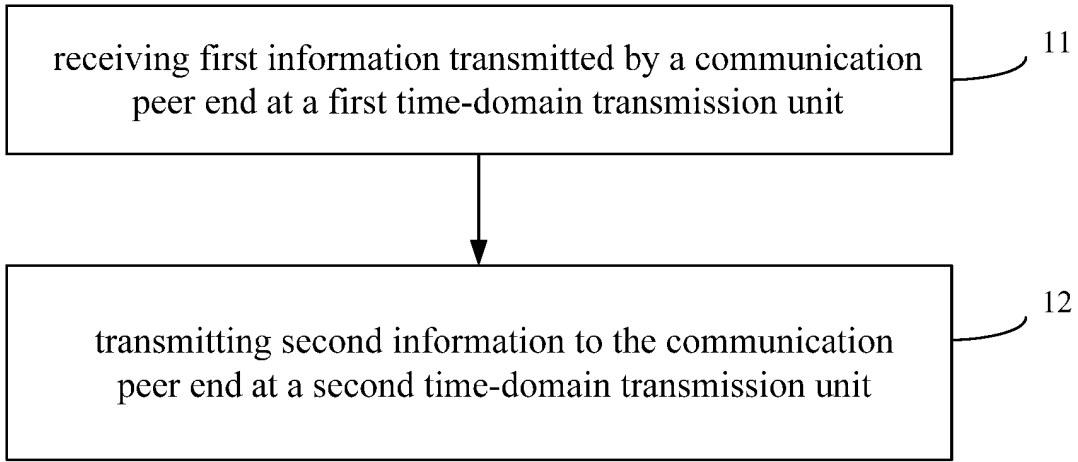 receiving first information transmitted by a communication
peer end at a first time-domain transmission unit
11
transmitting second information to the communication
peer end at a second time-domain transmission unit
12